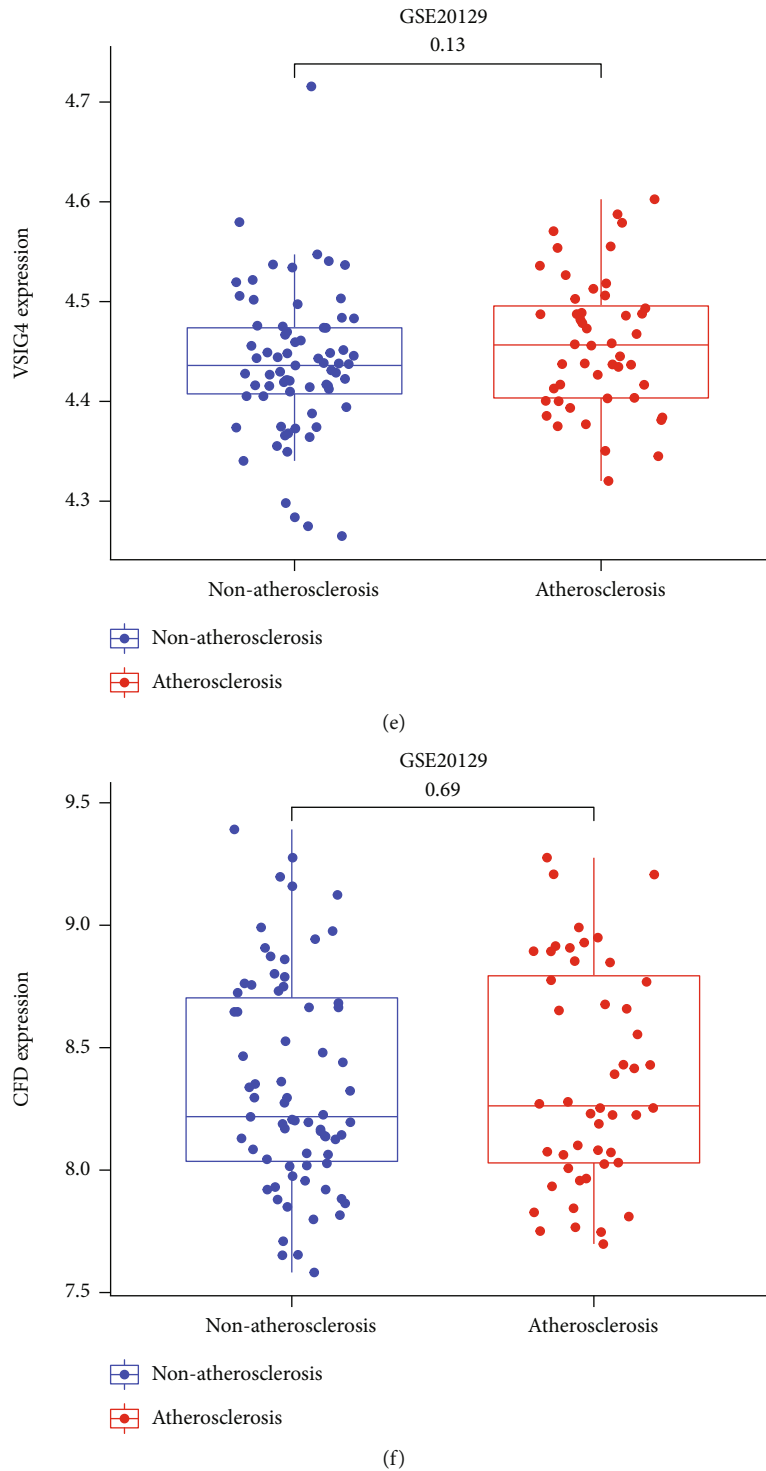 GSE20129
0.13
4.7
4.6
4.5
4.4
4.3
VSIG4 expression
Non-atherosclerosis
Atherosclerosis
Non-atherosclerosis
Atherosclerosis
(e)
GSE20129
0.69
9.5
9.0
8.5
8.0
7.5
CFD expression
Non-atherosclerosis
Atherosclerosis
Non-atherosclerosis
Atherosclerosis
(f)